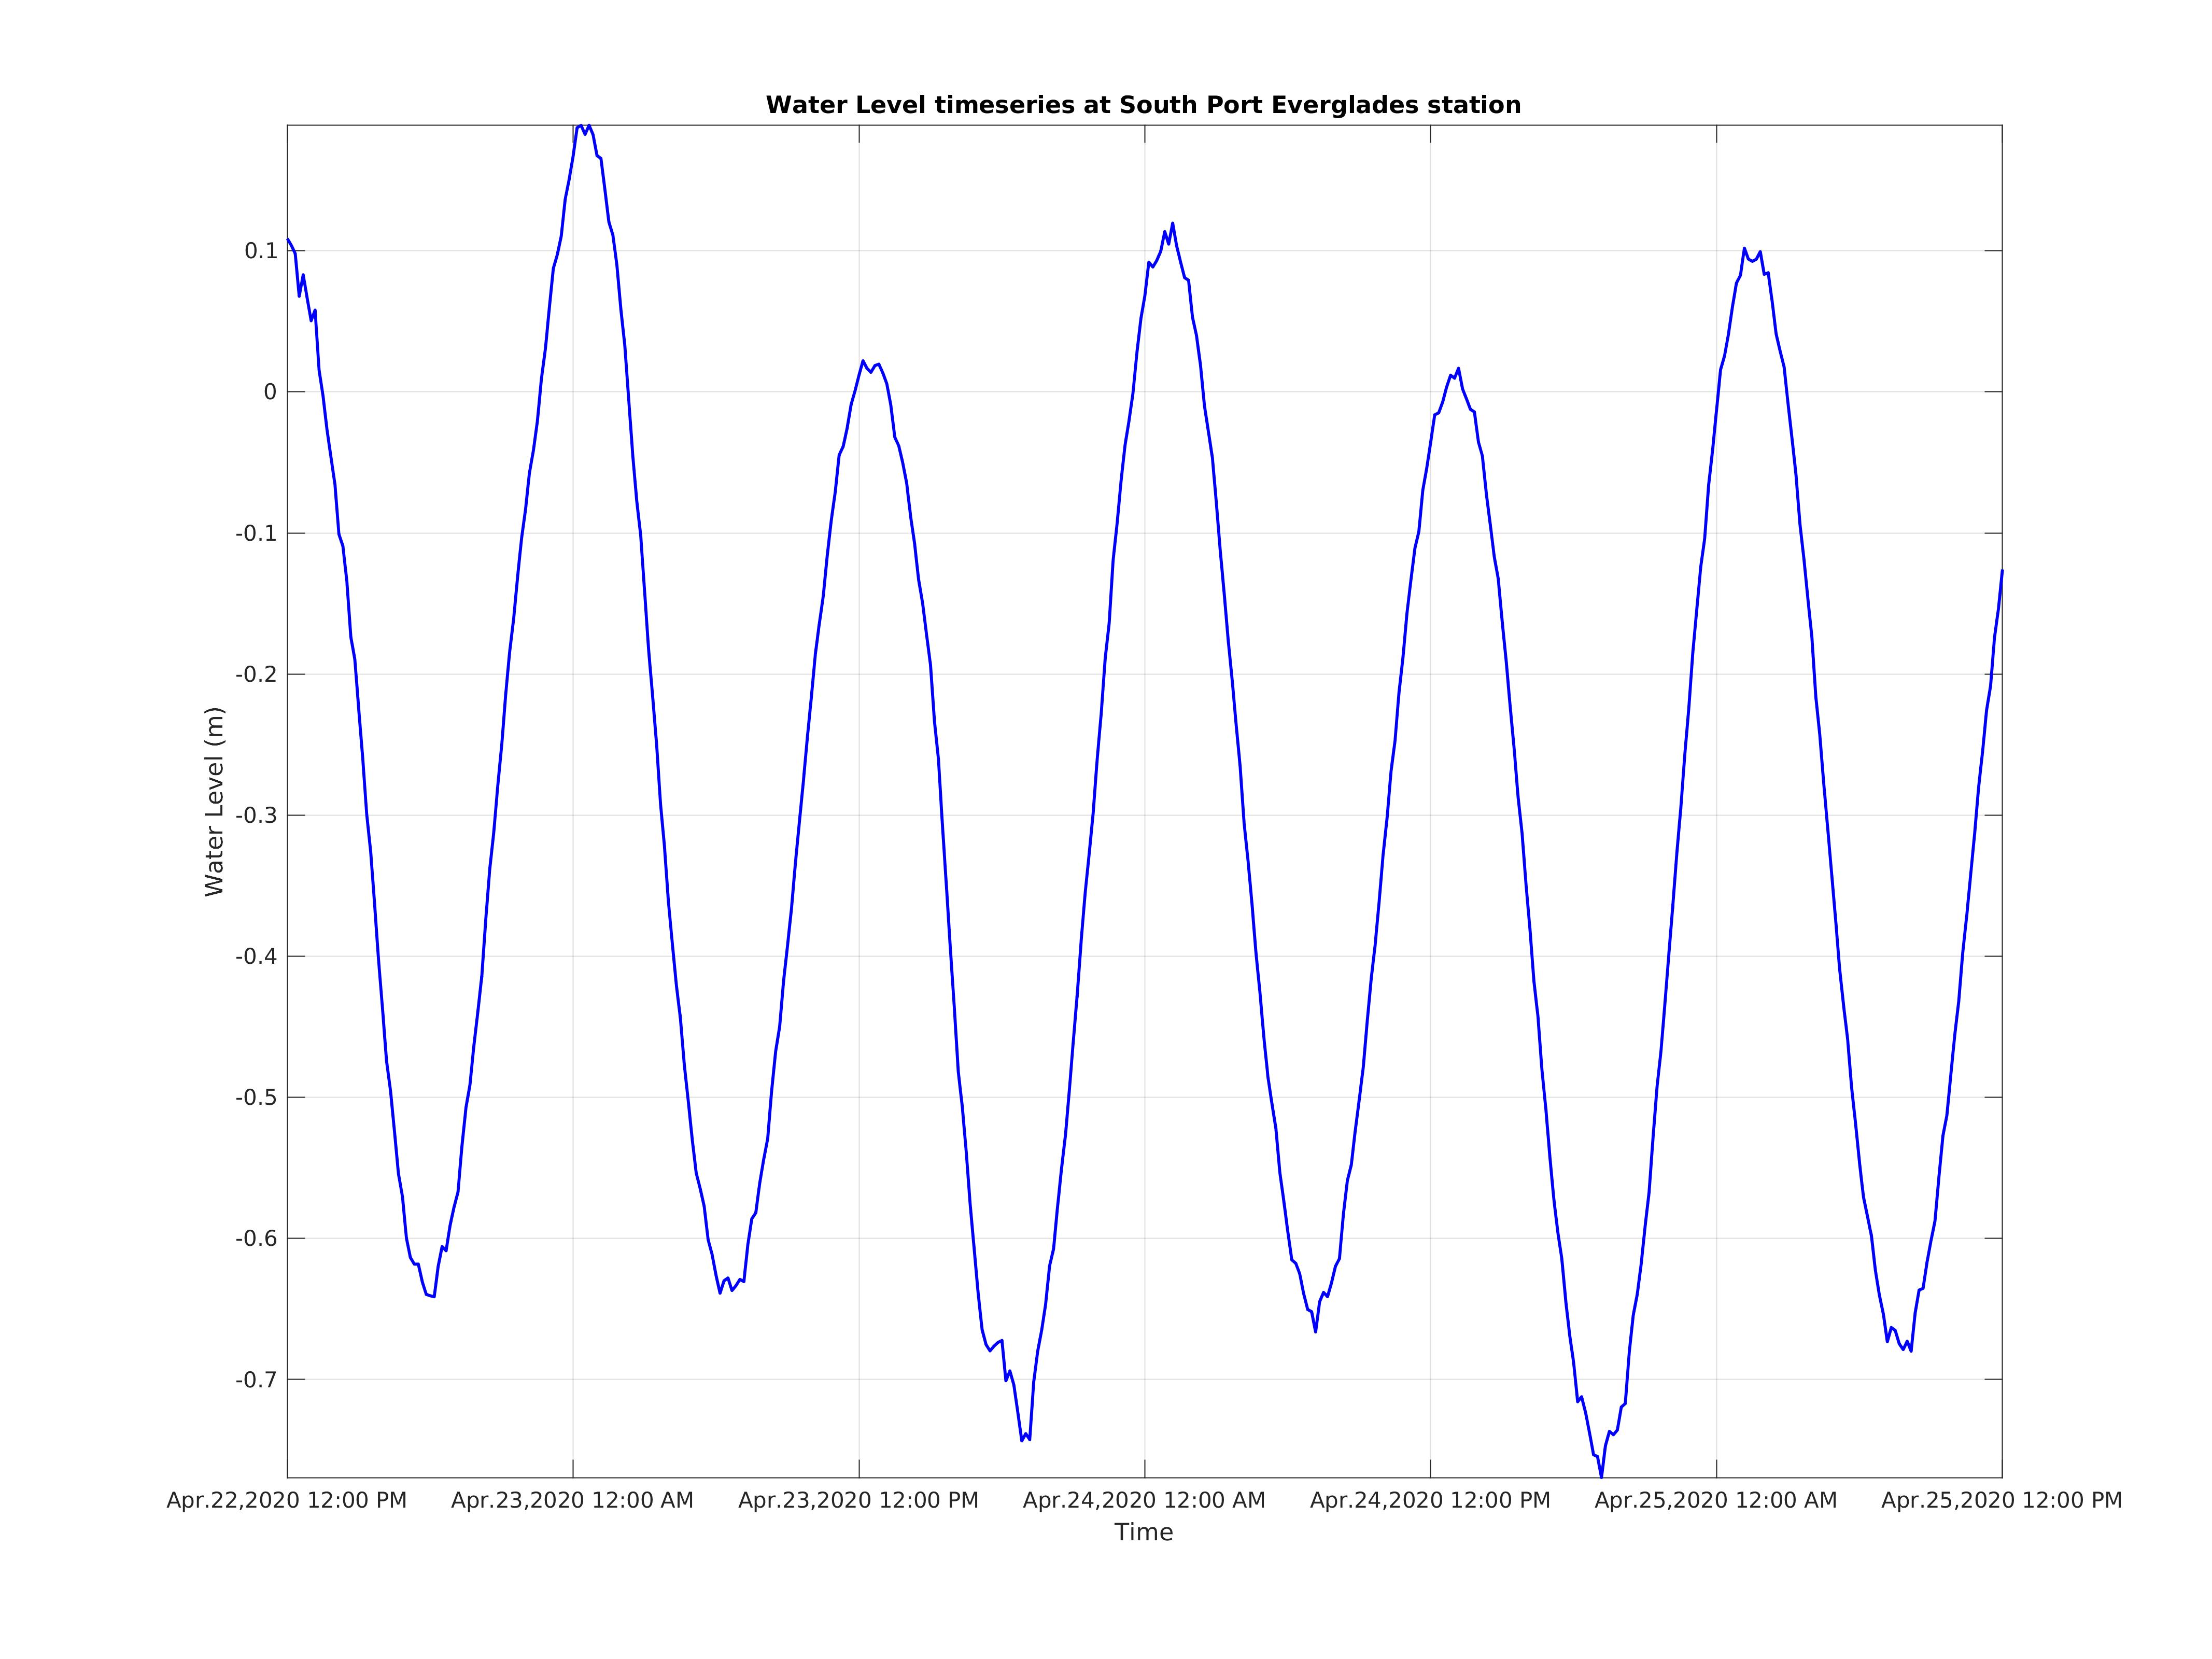 Water Level timeseries at South Port Everglades station
0.1
0
-0.1
-0.2
-0.3
-0.4
-0.5
-0.6
-0.7
Water Level (m)
Apr.22,2020 12:00 PM Apr.23,2020 12:00 AM Apr.23,2020 12:00 PM Apr.24,2020 12:00 AM Apr.24,2020 12:00 PM Apr.25,2020 12:00 AM Apr.25,2020 12:00 PM
Time